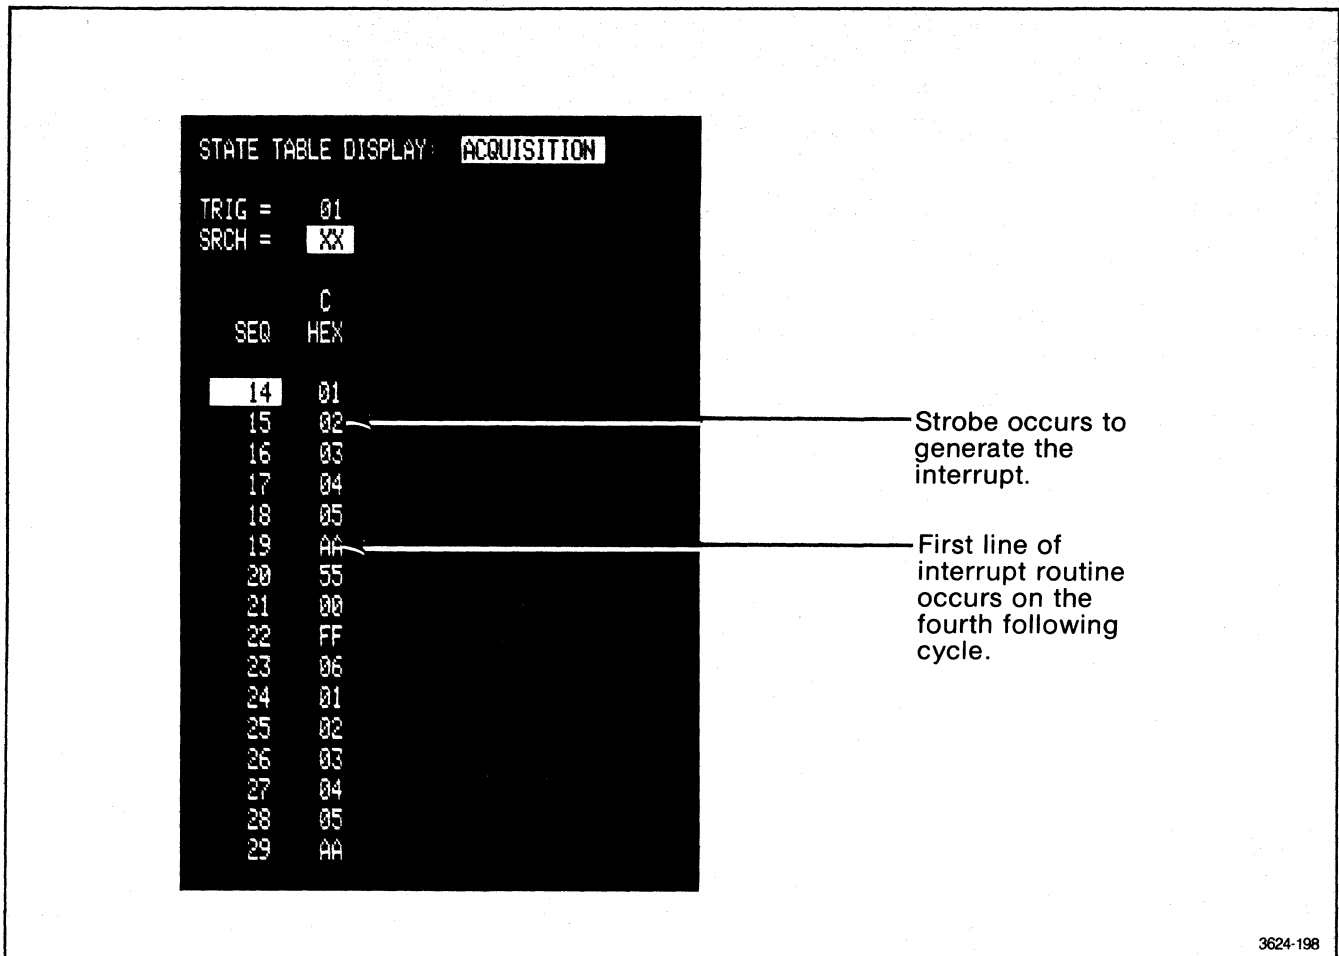 STATE TABLE DISPLAY: ACQUISITION
TRIG = 01
SRCH = XX
C
SEQ HEX
14 01
15 02
16 03
17 04
18 05
19 AA
20 55
21 00
22 FF
23 06
24 01
25 02
26 03
27 04
28 05
29 AA
Strobe occurs to
generate the
interrupt.
First line of
interrupt routine
occurs on the
fourth following
cycle.
3624-198